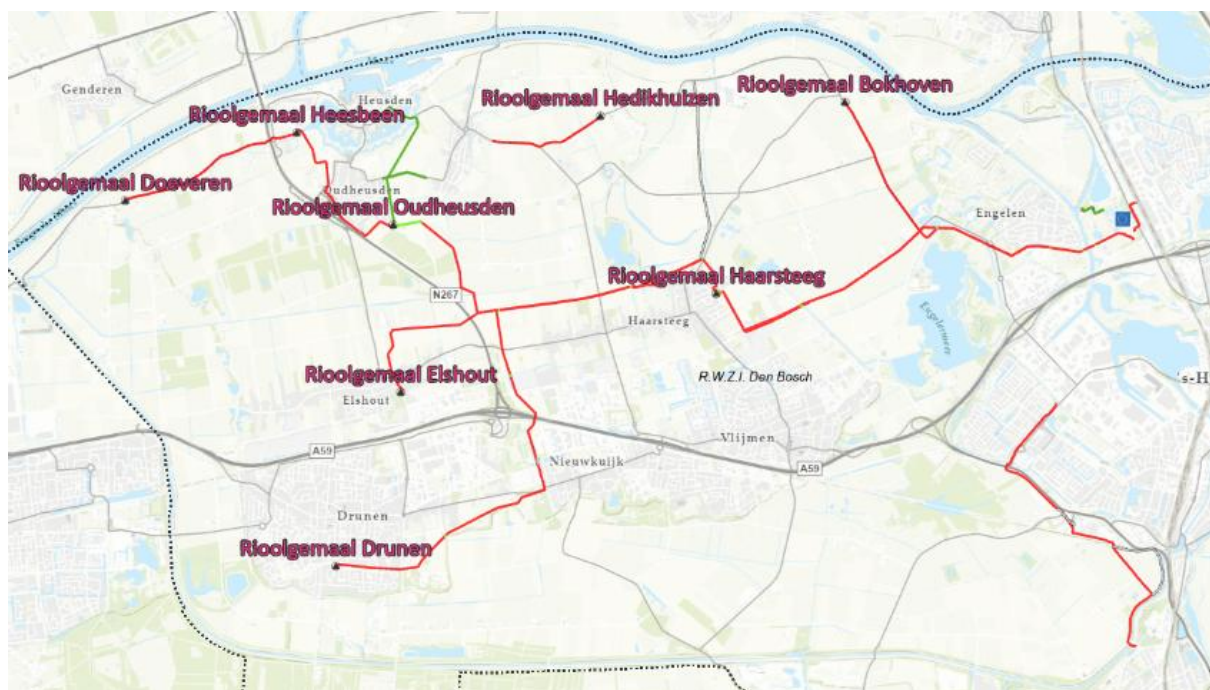 Genderen
Maas
Heusden
Rioolgemaal Hedikhuizen
Rioolgemaal Bokhoven
Rioolgemaal Heesbeen
Rioolgemaal Doeveren
Oudheusden
Rioolgemaal Oudheusden
Engelen
Rioolgemaal Haarsteeg
N267
Haarsteeg
Engelermeer
Rioolgemaal Elshout
R.W.Z.I. Den Bosch
's-H
Elshout
A59
Vlijmen
Nieuwkuijk
A59
Drunen
Rioolgemaal Drunen